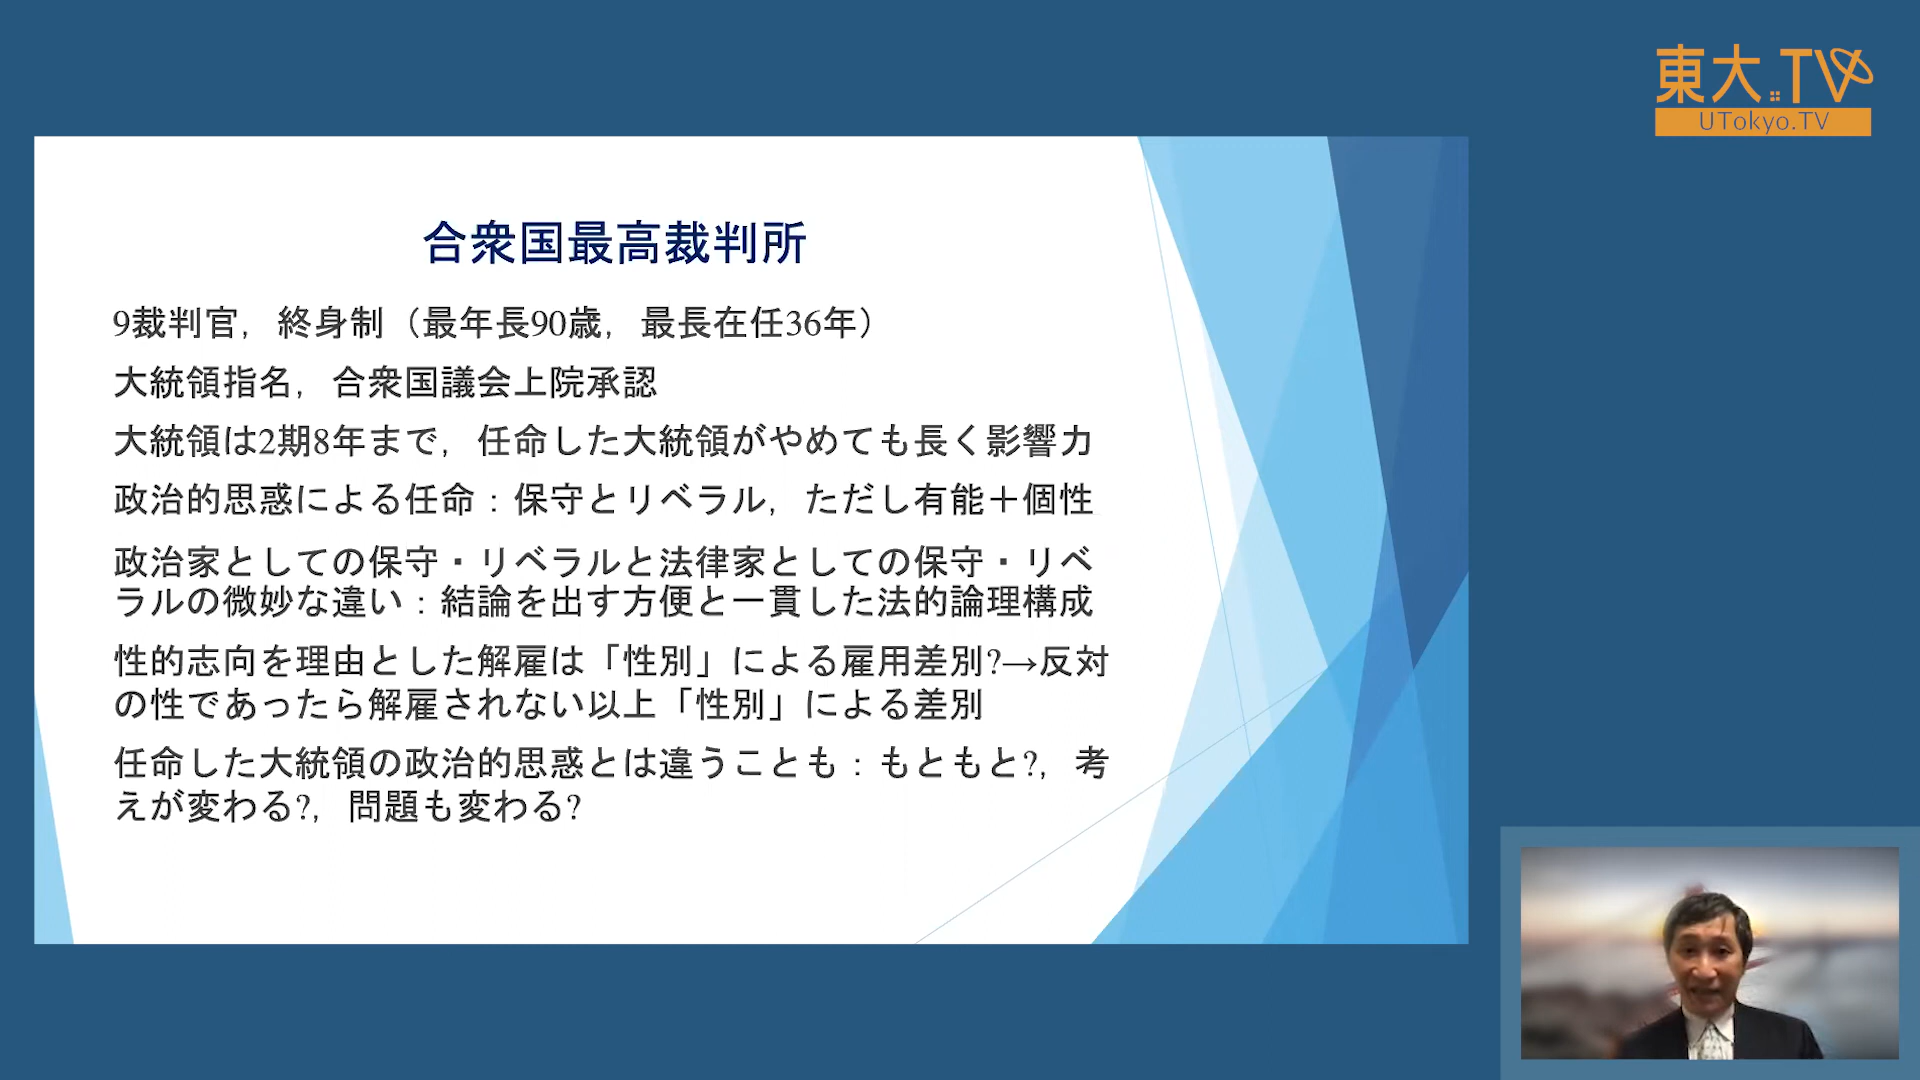 東大.TV
UTokyo.TV
合衆国最高裁判所
9裁判官，終身制（最年長90歳，最長在任36年）
大統領指名，合衆国議会上院承認
大統領は2期8年まで，任命した大統領がやめても長く影響力
政治的思惑による任命：保守とリベラル，ただし有能＋個性
政治家としての保守・リベラルと法律家としての保守・リベ
ラルの微妙な違い：結論を出す方便と一貫した法的論理構成
性的志向を理由とした解雇は「性別」による雇用差別?→反対
の性であったら解雇されない以上「性別」による差別
任命した大統領の政治的思惑とは違うことも：もともと?，考
えが変わる?，問題も変わる?